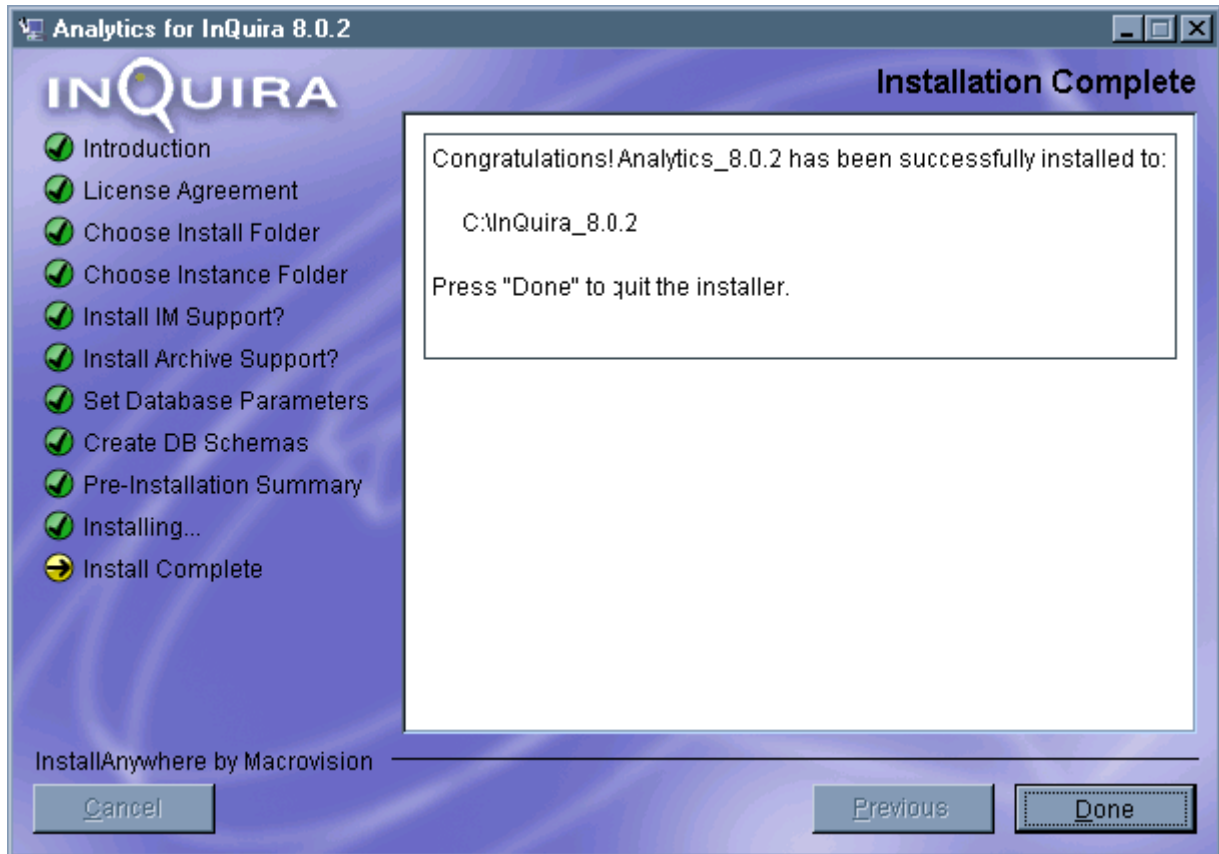 Analytics for InQuira 8.0.2
INQUIRA
Installation Complete
Introduction
License Agreement
Choose Install Folder
Choose Instance Folder
Install IM Support?
Install Archive Support?
Set Database Parameters
Create DB Schemas
Pre-Installation Summary
Installing...
Install Complete
Congratulations! Analytics_8.0.2 has been successfully installed to:
C:\InQuira_8.0.2
Press "Done" to quit the installer.
InstallAnywhere by Macrovision
Cancel
Previous
Done